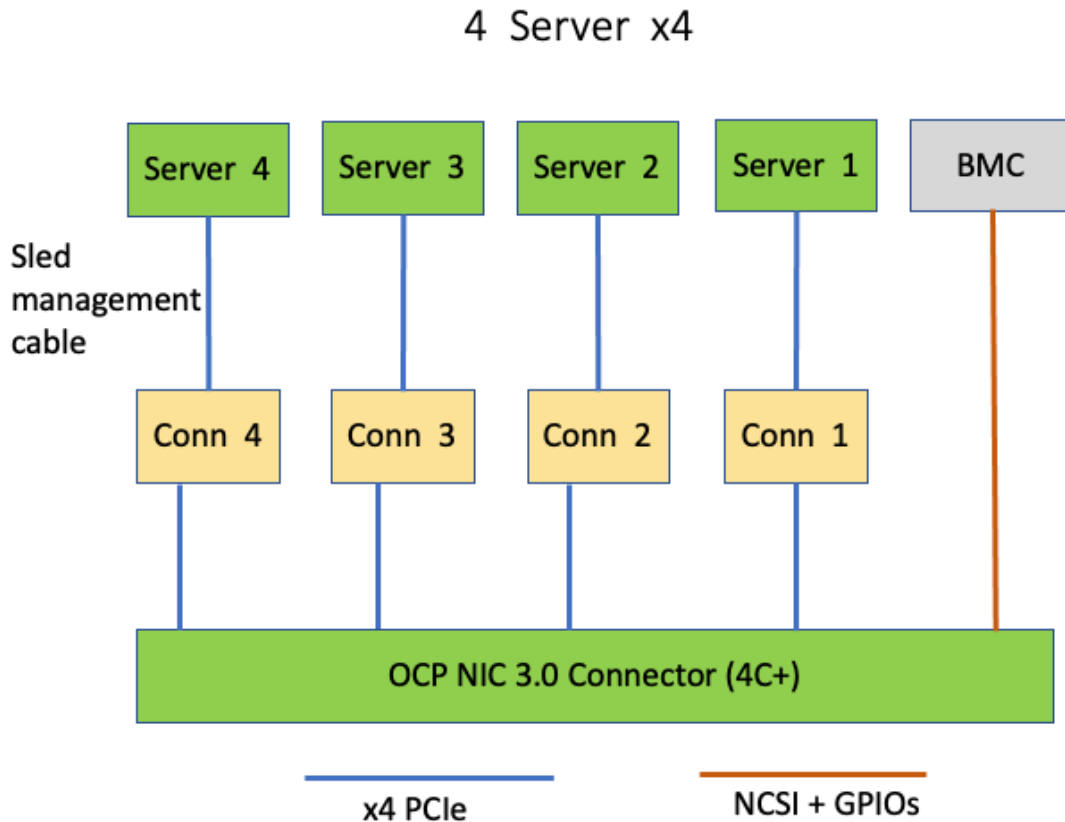 4 Server x4
Server 4
Server 3
Server 2
Server 1
BMC
Sled
management
cable
Conn 4
Conn 3
Conn 2
Conn 1
OCP NIC 3.0 Connector (4C+)
x4 PCIe
NCSI + GPIOs